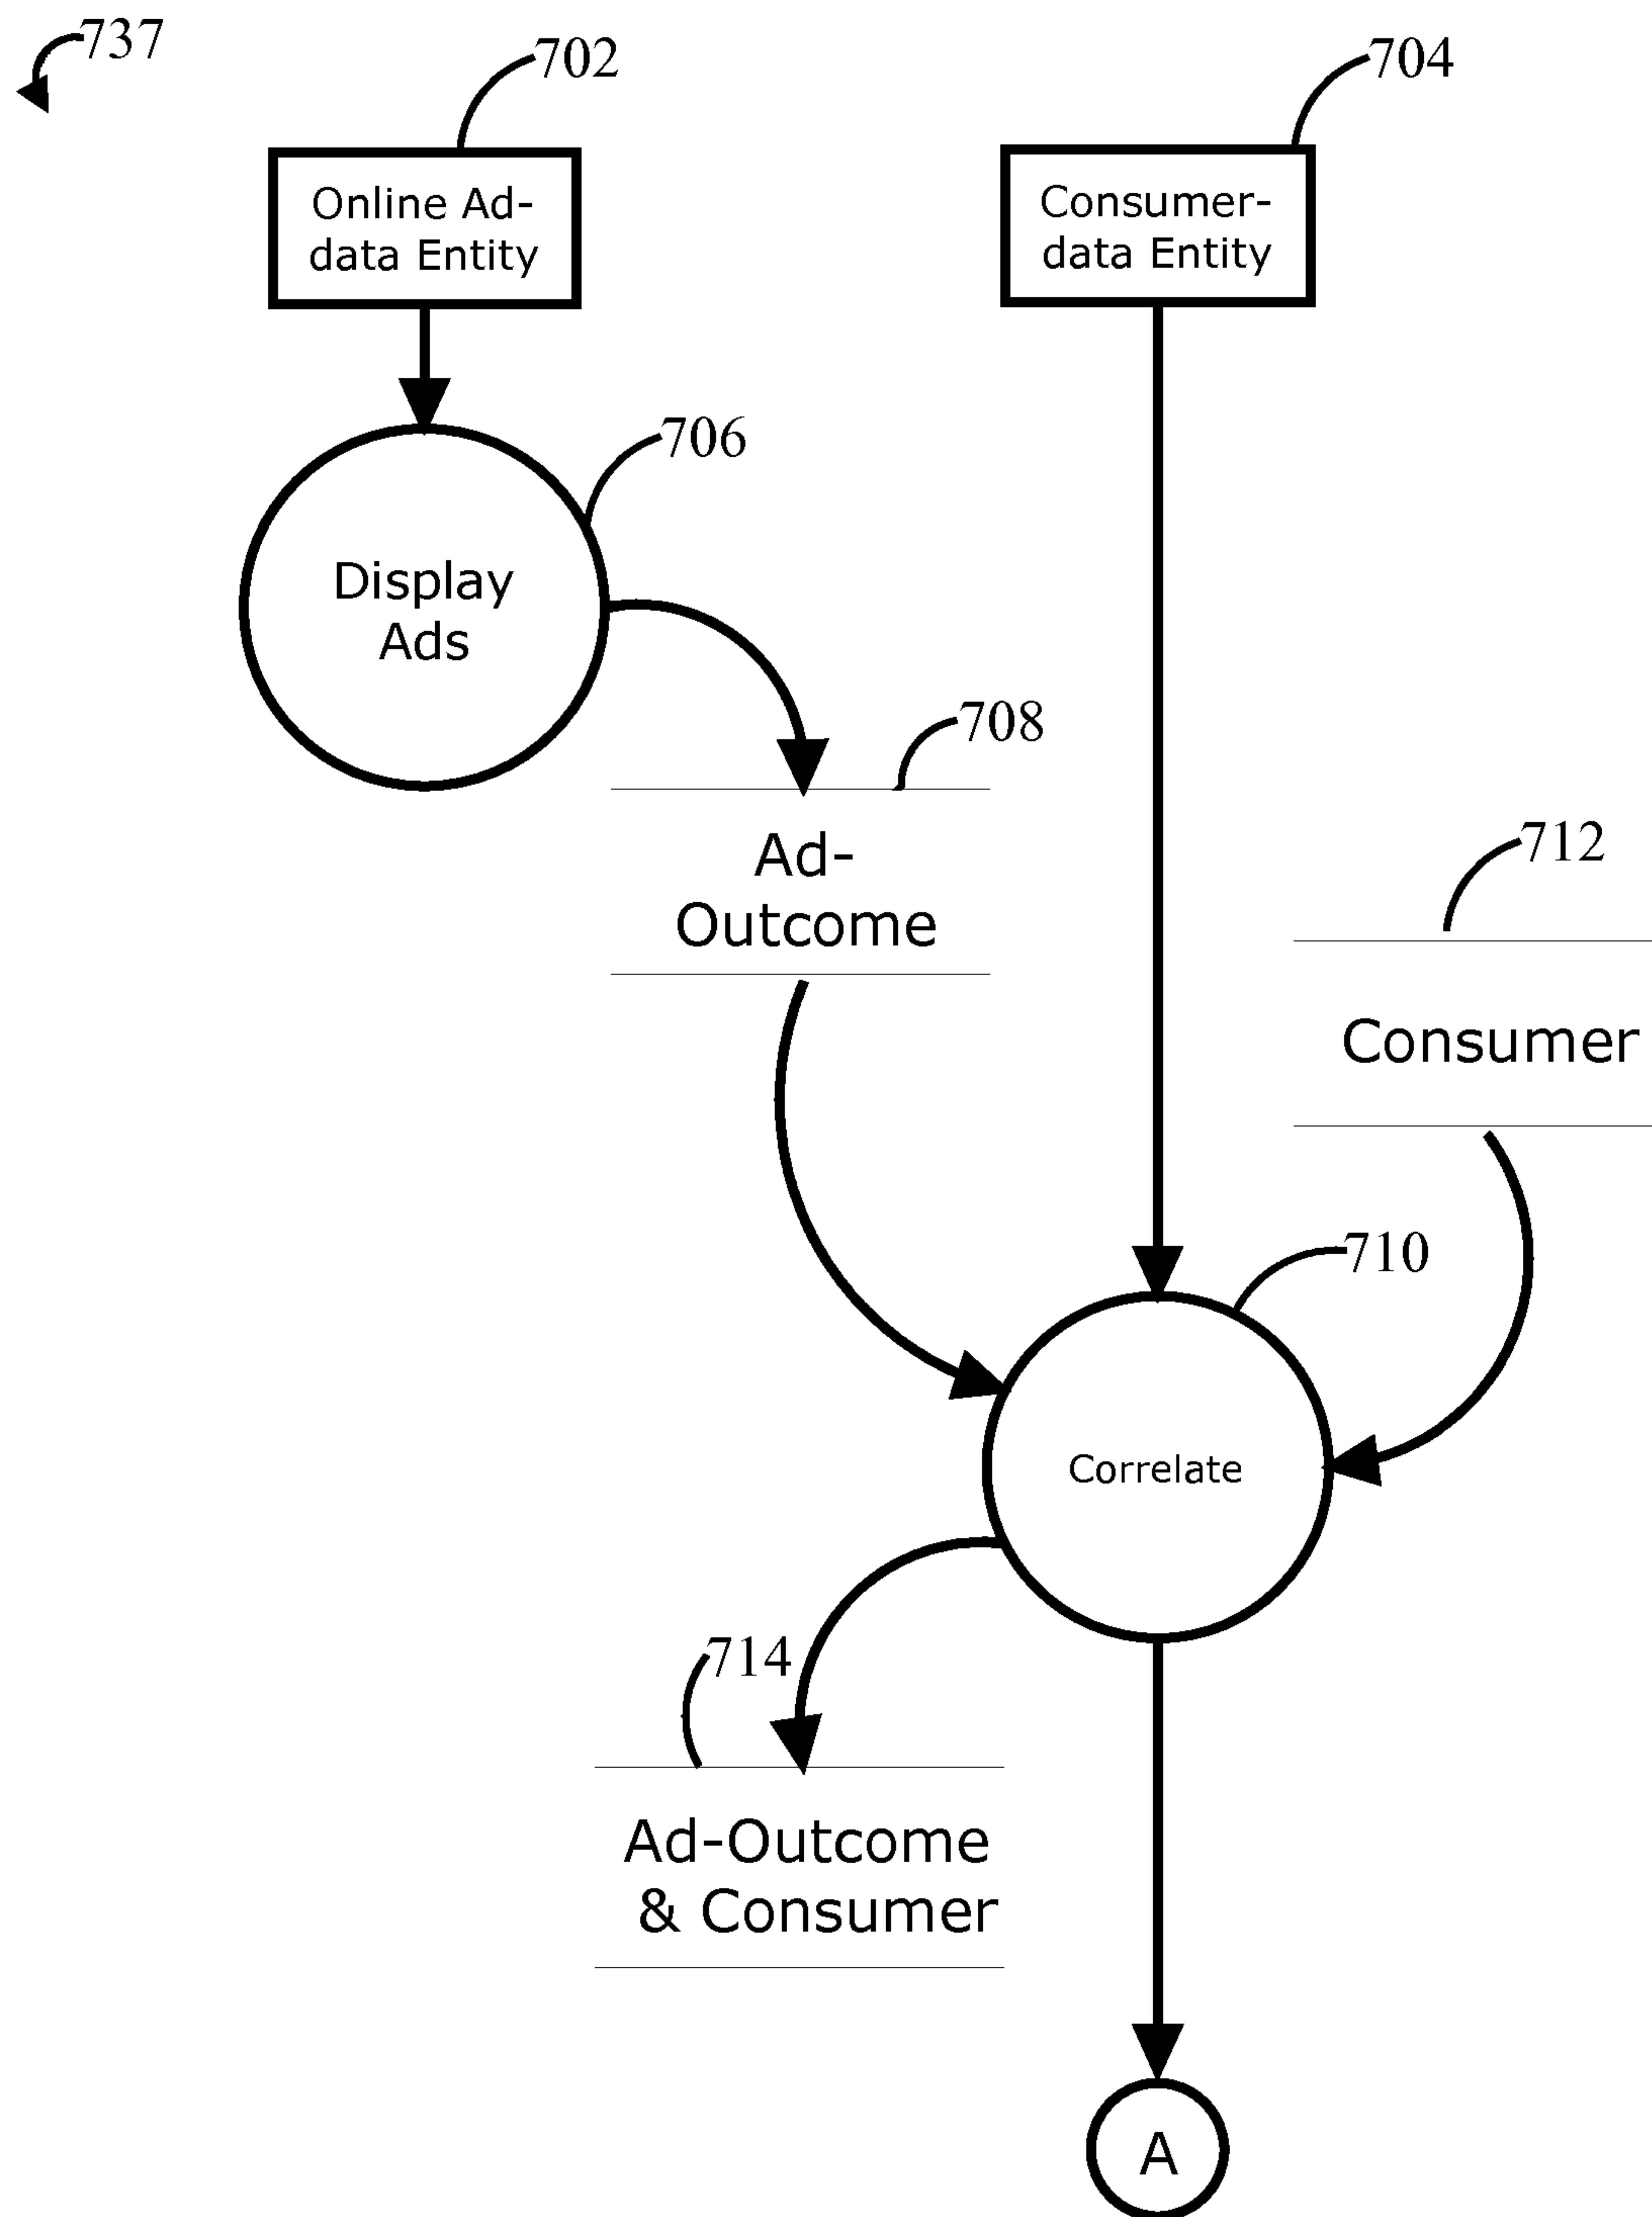 737
702
704
Online Ad-
data Entity
Consumer-
data Entity
706
Display
Ads
708
Ad-
Outcome
712
Consumer
710
Correlate
714
Ad-Outcome
& Consumer
A